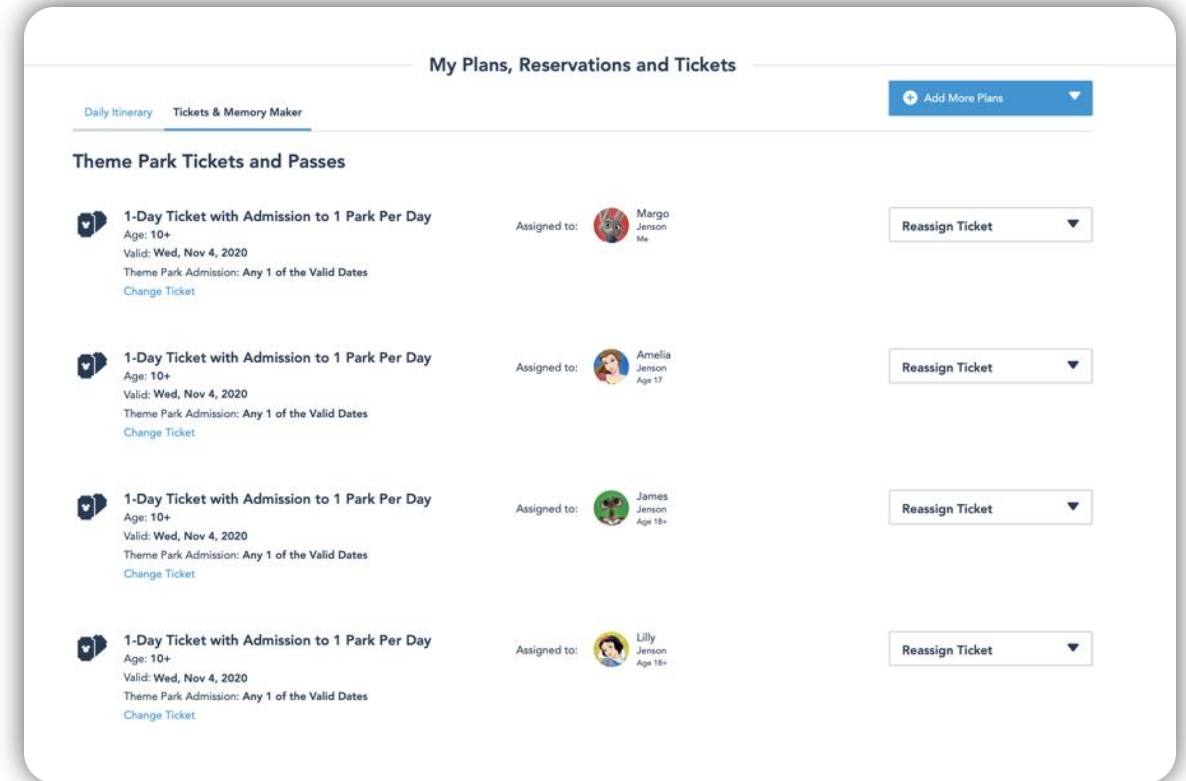 My Plans, Reservations and Tickets
Add More Plans
Daily Itinerary Tickets & Memory Maker
Theme Park Tickets and Passes
1-Day Ticket with Admission to 1 Park Per Day
Age: 10+
Valid: Wed, Nov 4, 2020
Theme Park Admission: Any 1 of the Valid Dates
Change Ticket
Assigned to:
Margo
Jenson
Me
Reassign Ticket
1-Day Ticket with Admission to 1 Park Per Day
Age: 10+
Valid: Wed, Nov 4, 2020
Theme Park Admission: Any 1 of the Valid Dates
Change Ticket
Assigned to:
Amelia
Jenson
Age 17
Reassign Ticket
1-Day Ticket with Admission to 1 Park Per Day
Age: 10+
Valid: Wed, Nov 4, 2020
Theme Park Admission: Any 1 of the Valid Dates
Change Ticket
Assigned to:
James
Jenson
Age 18+
Reassign Ticket
1-Day Ticket with Admission to 1 Park Per Day
Age: 10+
Valid: Wed, Nov 4, 2020
Theme Park Admission: Any 1 of the Valid Dates
Change Ticket
Assigned to:
Lilly
Jenson
Age 18+
Reassign Ticket